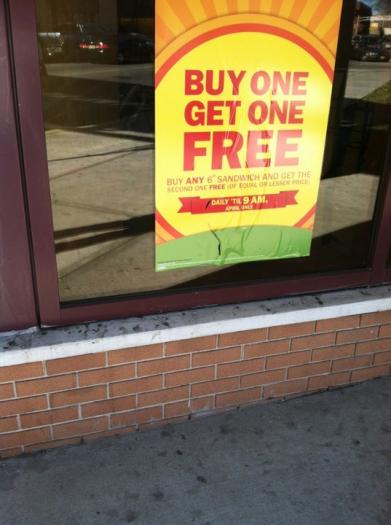 BUY ONE
GET ONE
FREE
BUY ANY 6" SANDWICH AND GET THE
SECOND ONE FREE (OF EQUAL OR LESSER PRICE)
DAILY 'TIL 9 AM.
APRIL ONLY